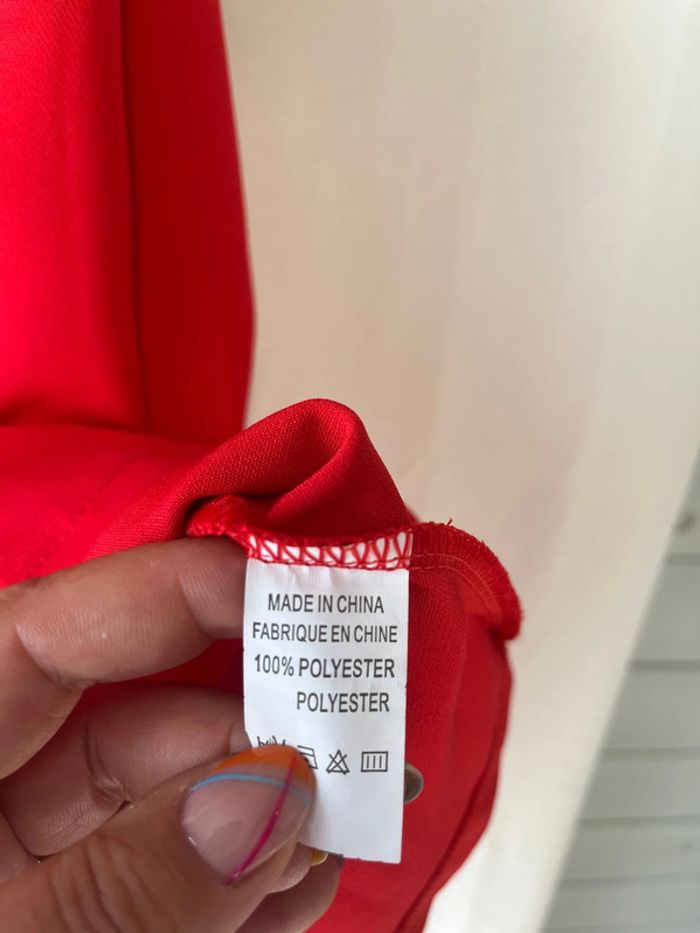 MADE IN CHINA
FABRIQUE EN CHINE
100% POLYESTER
POLYESTER